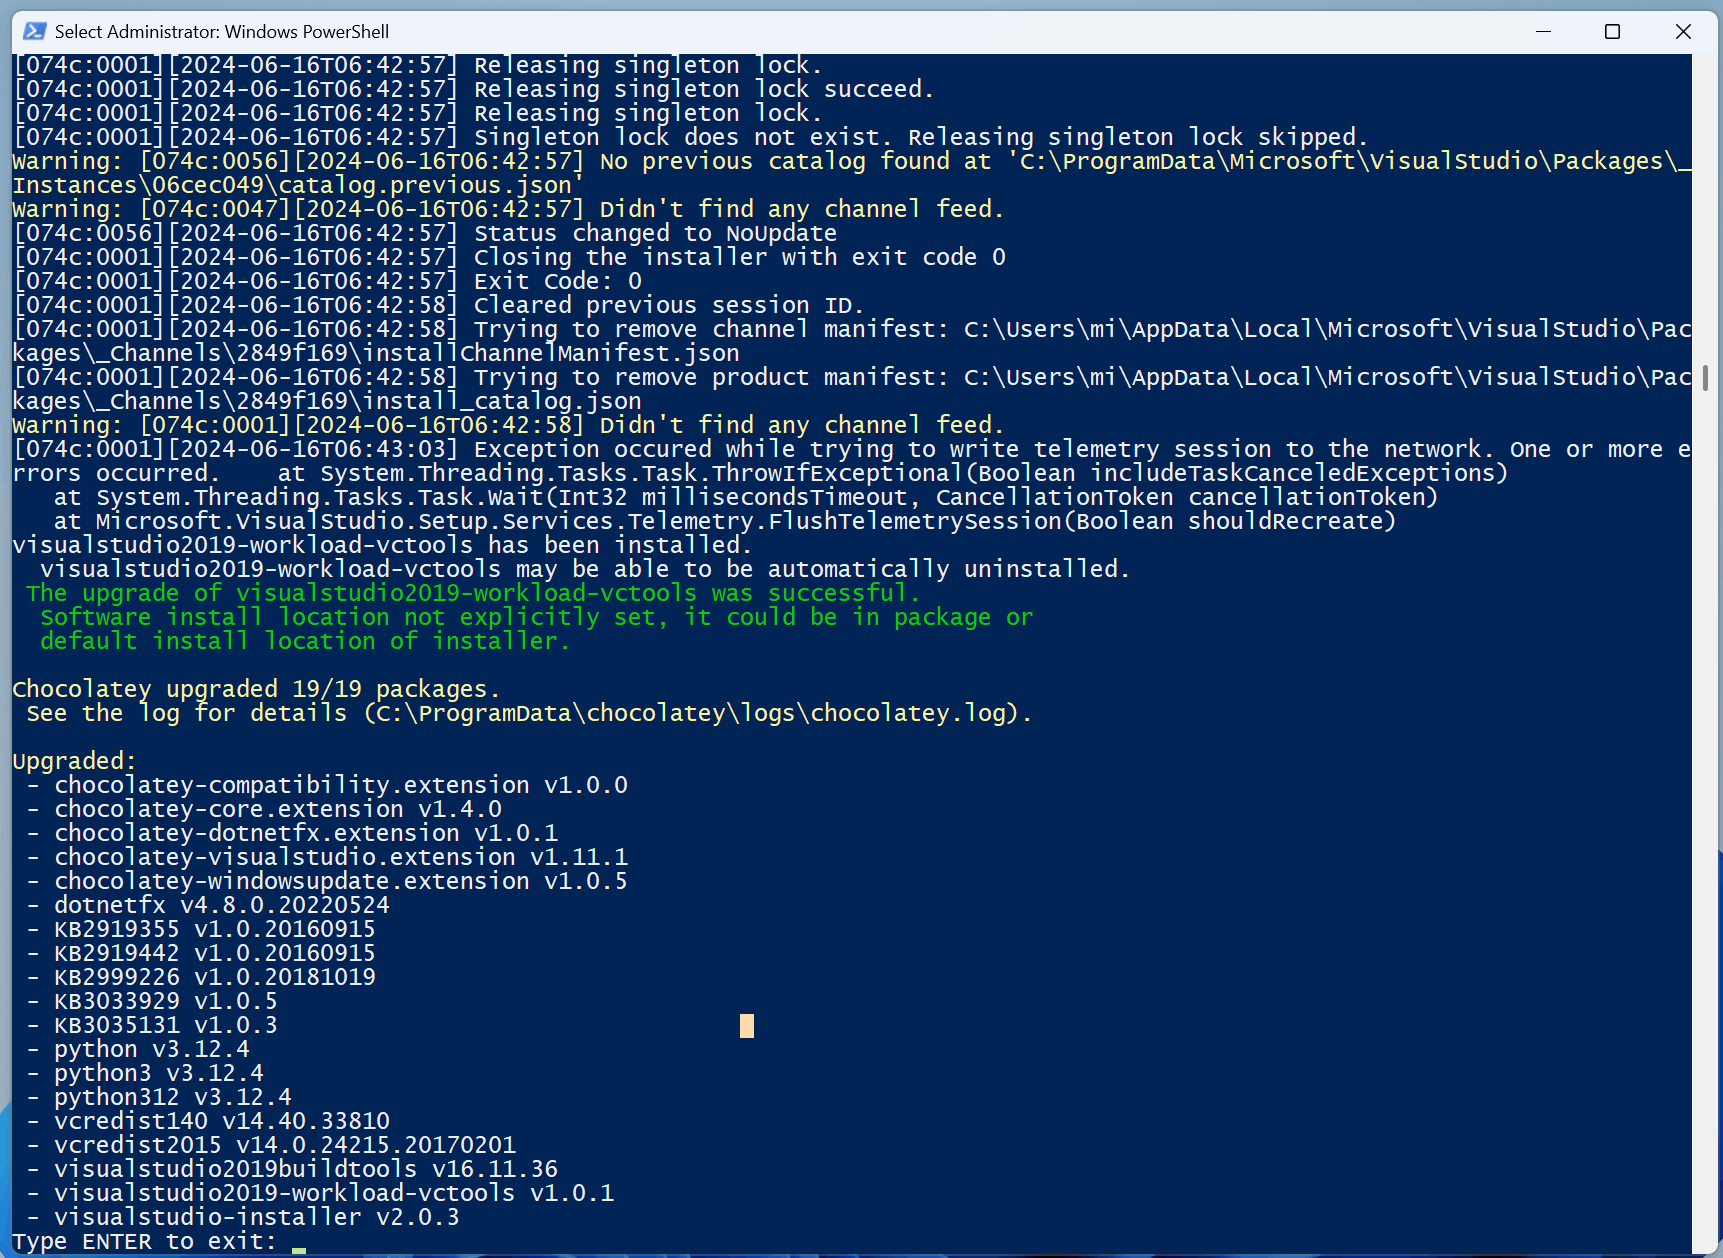 Select Administrator: Windows PowerShell
[074c:0001][2024-06-16T06:42:57] Releasing singleton lock.
[074c:0001][2024-06-16T06:42:57] Releasing singleton lock succeed.
[074c:0001][2024-06-16T06:42:57] Releasing singleton lock.
[074c:0001][2024-06-16T06:42:57] Singleton lock does not exist. Releasing singleton lock skipped.
Warning: [074c:0056][2024-06-16T06:42:57] No previous catalog found at 'C:\ProgramData\Microsoft\VisualStudio\Packages\_
Instances\06cec049\catalog.previous.json'
Warning: [074c:0047][2024-06-16T06:42:57] Didn't find any channel feed.
[074c:0056][2024-06-16T06:42:57] Status changed to NoUpdate
[074c:0001][2024-06-16T06:42:57] Closing the installer with exit code 0
[074c:0001][2024-06-16T06:42:57] Exit Code: 0
[074c:0001][2024-06-16T06:42:58] Cleared previous session ID.
[074c:0001][2024-06-16T06:42:58] Trying to remove channel manifest: C:\Users\mi\AppData\Local\Microsoft\VisualStudio\Pac
kages\_Channels\2849f169\installChannelManifest.json
[074c:0001][2024-06-16T06:42:58] Trying to remove product manifest: C:\Users\mi\AppData\Local\Microsoft\VisualStudio\Pac
kages\_Channels\2849f169\install_catalog.json
Warning: [074c:0001][2024-06-16T06:42:58] Didn't find any channel feed.
[074c:0001][2024-06-16T06:43:03] Exception occured while trying to write telemetry session to the network. One or more e
rrors occurred.    at System.Threading.Tasks.Task.ThrowIfExceptional(Boolean includeTaskCanceledExceptions)
   at System.Threading.Tasks.Task.Wait(Int32 millisecondsTimeout, CancellationToken cancellationToken)
   at Microsoft.VisualStudio.Setup.Services.Telemetry.FlushTelemetrySession(Boolean shouldRecreate)
visualstudio2019-workload-vctools has been installed.
  visualstudio2019-workload-vctools may be able to be automatically uninstalled.
 The upgrade of visualstudio2019-workload-vctools was successful.
  Software install location not explicitly set, it could be in package or
  default install location of installer.
Chocolatey upgraded 19/19 packages.
 See the log for details (C:\ProgramData\chocolatey\logs\chocolatey.log).
Upgraded:
 - chocolatey-compatibility.extension v1.0.0
 - chocolatey-core.extension v1.4.0
 - chocolatey-dotnetfx.extension v1.0.1
 - chocolatey-visualstudio.extension v1.11.1
 - chocolatey-windowsupdate.extension v1.0.5
 - dotnetfx v4.8.0.20220524
 - KB2919355 v1.0.20160915
 - KB2919442 v1.0.20160915
 - KB2999226 v1.0.20181019
 - KB3033929 v1.0.5
 - KB3035131 v1.0.3
 - python v3.12.4
 - python3 v3.12.4
 - python312 v3.12.4
 - vcredist140 v14.40.33810
 - vcredist2015 v14.0.24215.20170201
 - visualstudio2019buildtools v16.11.36
 - visualstudio2019-workload-vctools v1.0.1
 - visualstudio-installer v2.0.3
Type ENTER to exit: